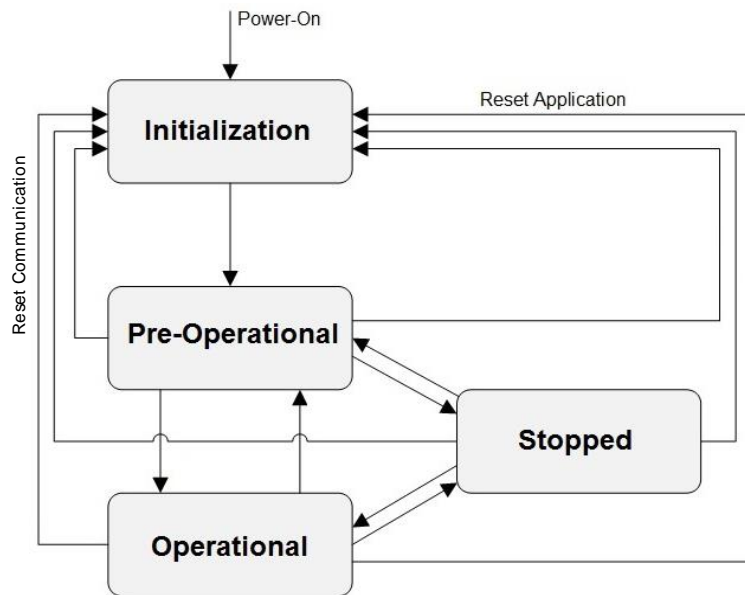 Power-On
Reset Application
Initialization
Reset Communication
Pre-Operational
Stopped
Operational